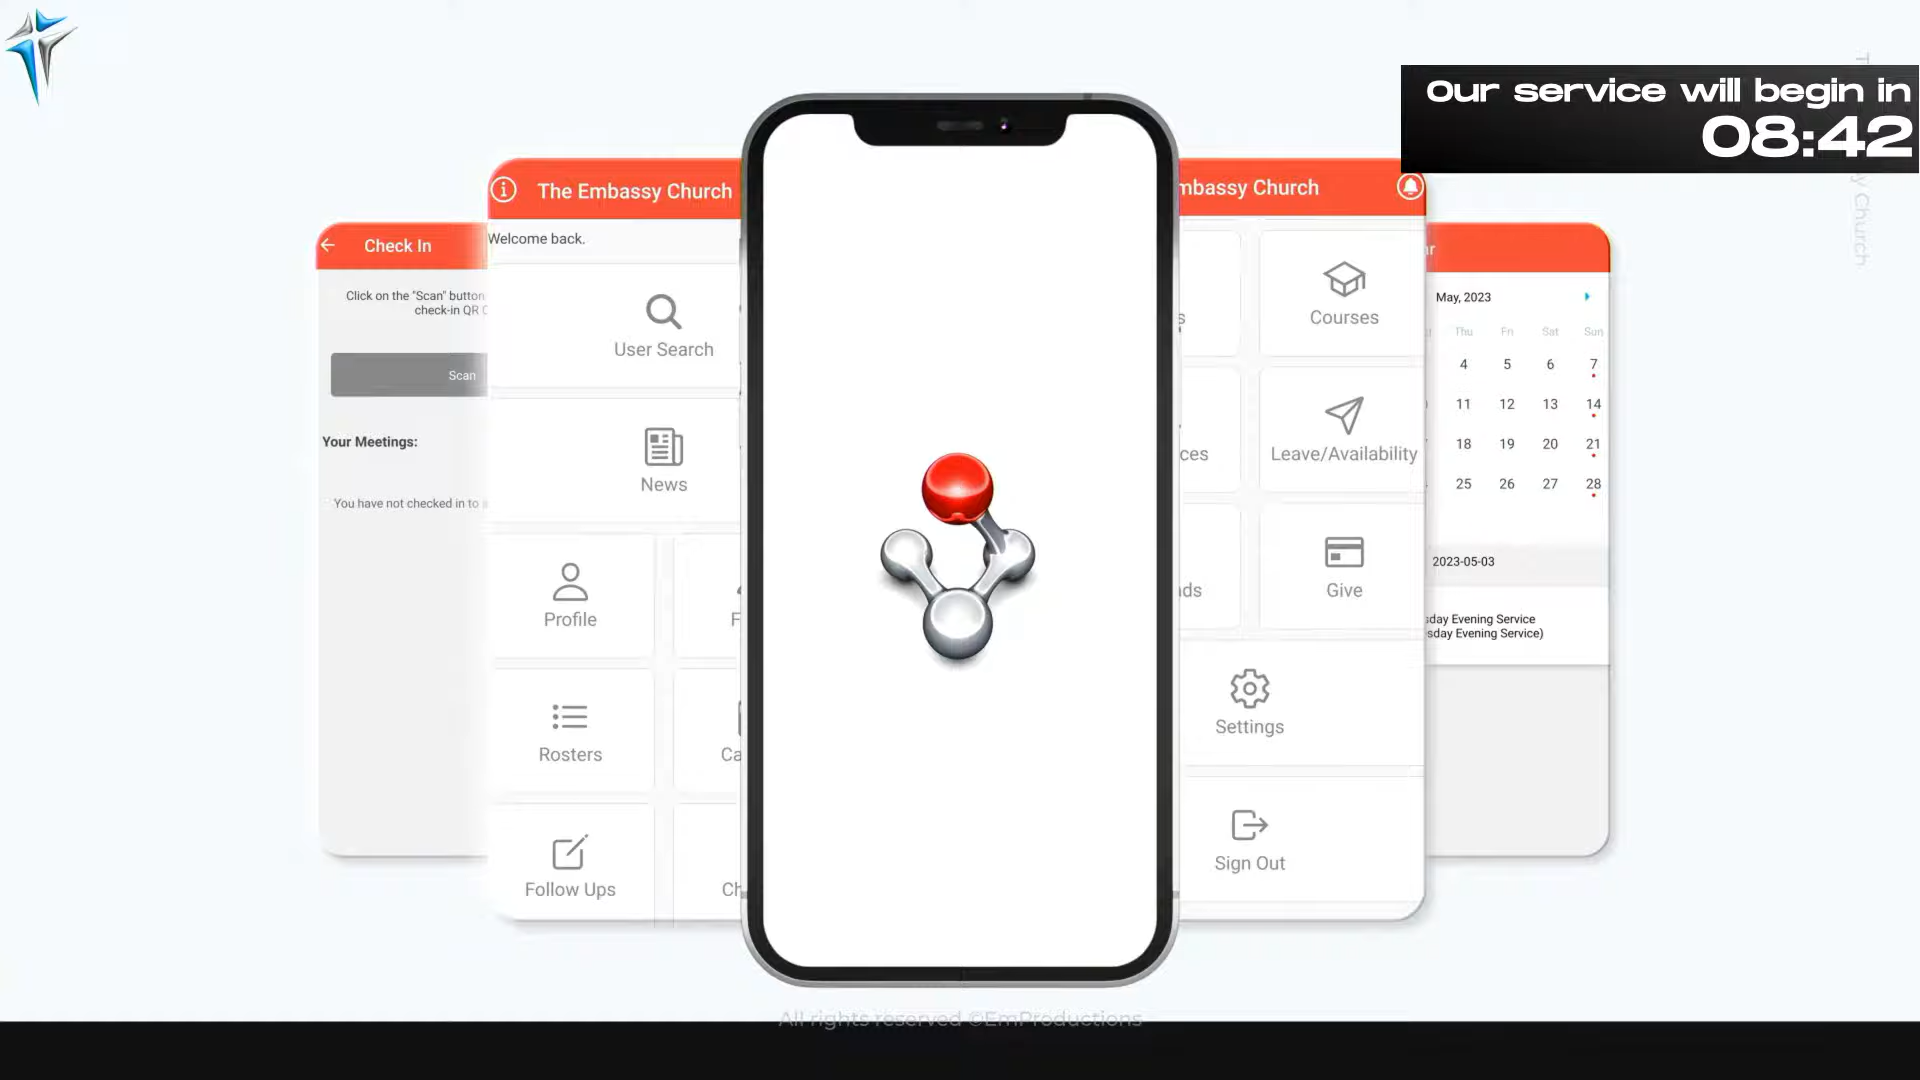 Our service will begin in
08:42
The Embassy Church
mbassy Church
Check In
Welcome back.
Click on the "Scan" button
check-in QR
Scan
Your Meetings:
You have not checked in to
User Search
News
Profile
Rosters
Follow Ups
Courses
Leave/Availability
ces
Give
Settings
Sign Out
May, 2023
Thu Fri Sat Sun
4 5 6 7
11 12 13 14
18 19 20 21
25 26 27 28
2023-05-03
sday Evening Service
sday Evening Service)
y Church
All rights reserved ©EmProductions